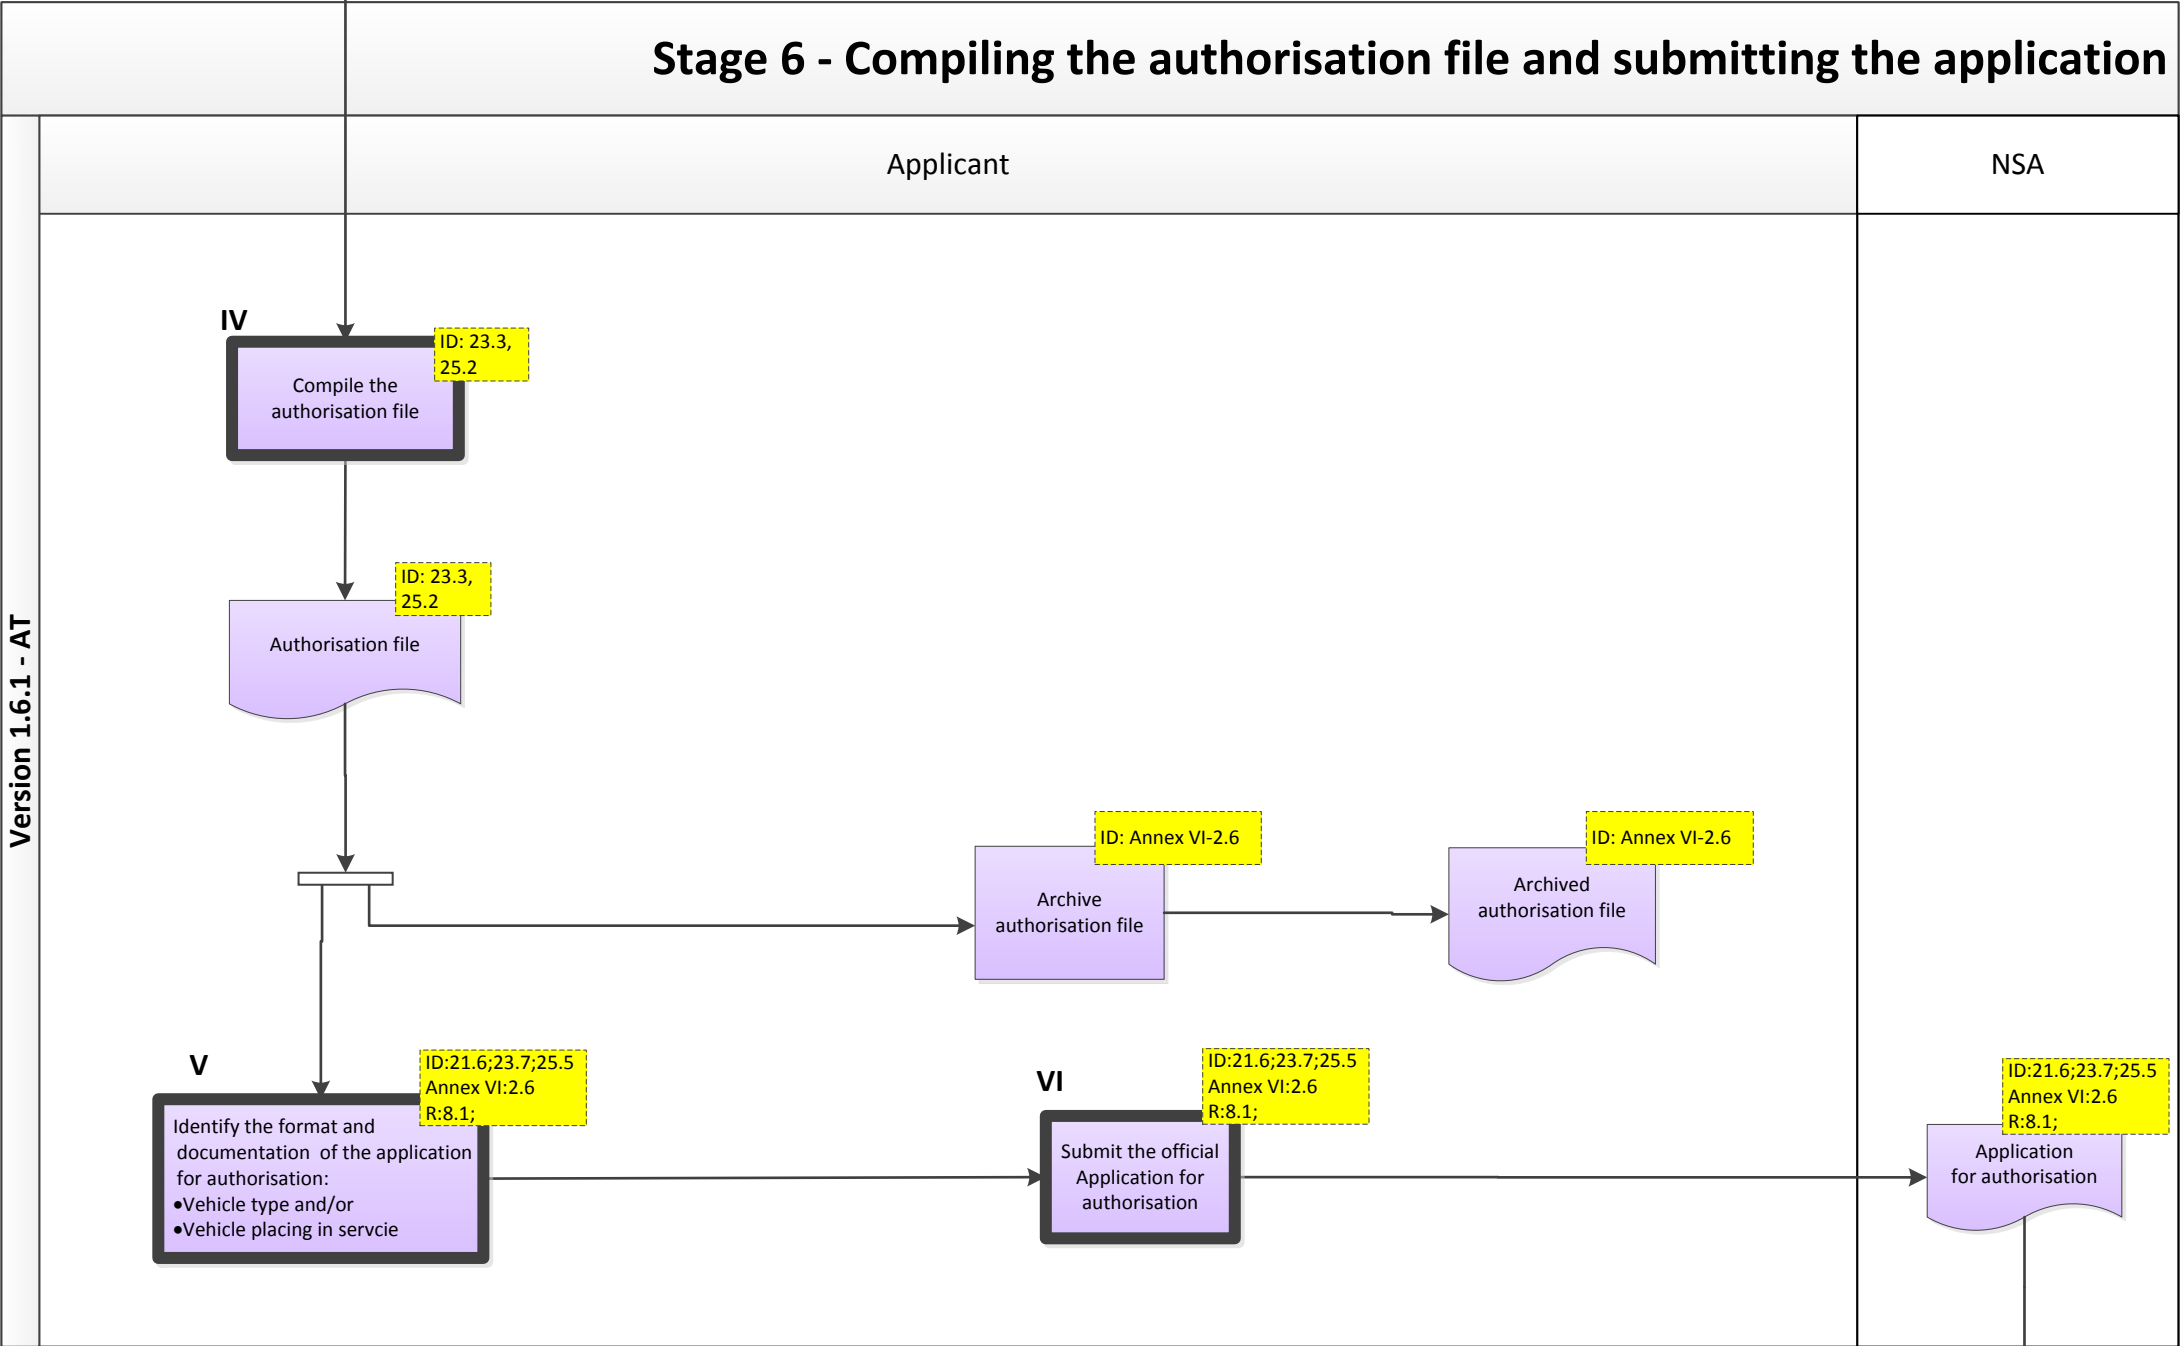 Stage 6 - Compiling the authorisation file and submitting the application
Applicant
NSA
Version 1.6.1 - AT
IV
ID: 23.3,
25.2
Compile the
authorisation file
ID: 23.3,
25.2
Authorisation file
ID: Annex VI-2.6
Archive
authorisation file
ID: Annex VI-2.6
Archived
authorisation file
V
ID:21.6;23.7;25.5
Annex VI:2.6
R:8.1;
Identify the format and
documentation of the application
for authorisation:
•Vehicle type and/or
•Vehicle placing in servcie
VI
ID:21.6;23.7;25.5
Annex VI:2.6
R:8.1;
Submit the official
Application for
authorisation
ID:21.6;23.7;25.5
Annex VI:2.6
R:8.1;
Application
for authorisation